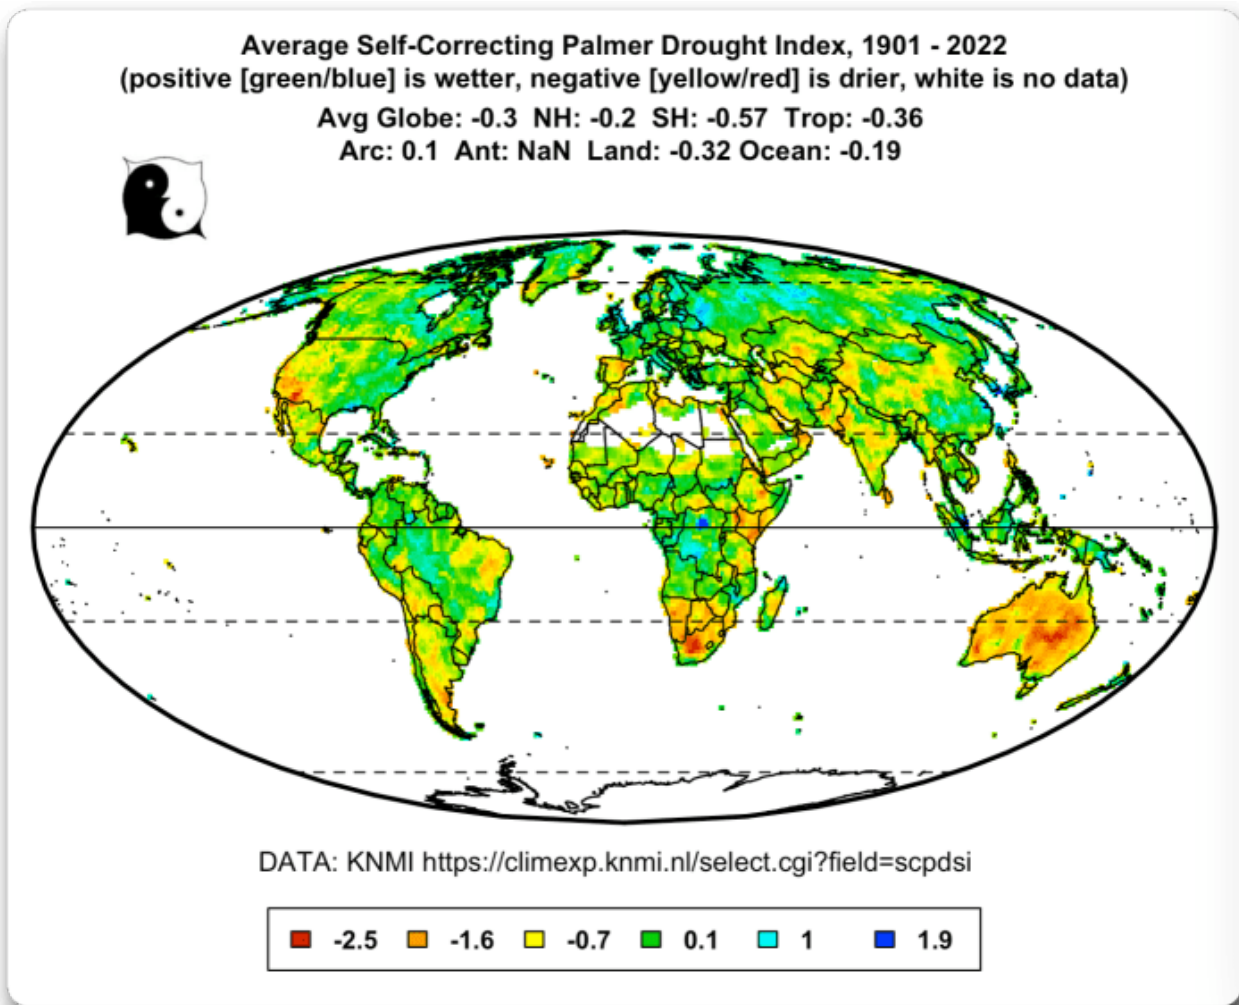 Average Self-Correcting Palmer Drought Index, 1901 - 2022
(positive [green/blue] is wetter, negative [yellow/red] is drier, white is no data)
Avg Globe: -0.3 NH: -0.2 SH: -0.57 Trop: -0.36
Arc: 0.1 Ant: NaN Land: -0.32 Ocean: -0.19
DATA: KNMI https://climexp.knmi.nl/select.cgi?field=scpdsi
-2.5 -1.6 -0.7 0.1 1 1.9